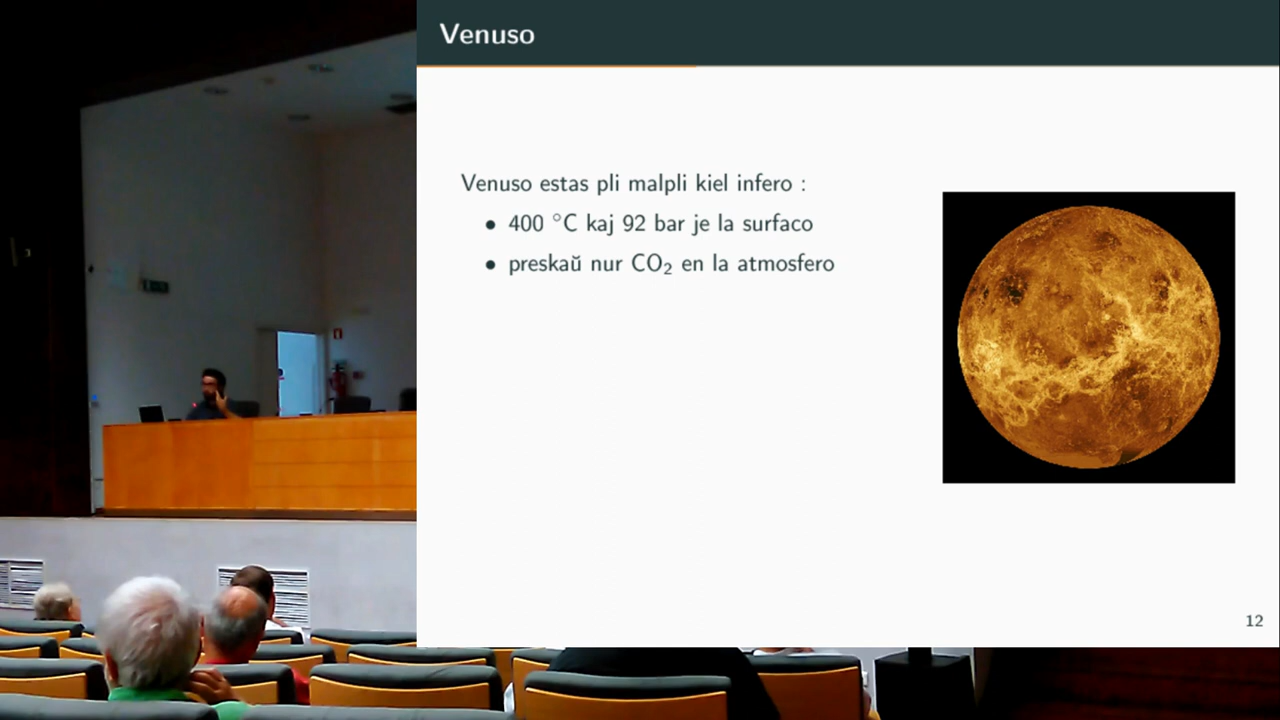 Venuso
Venuso estas pli malpli kiel infero :
• 400 °C kaj 92 bar je la surfaco
• preskaŭ nur CO₂ en la atmosfero
12